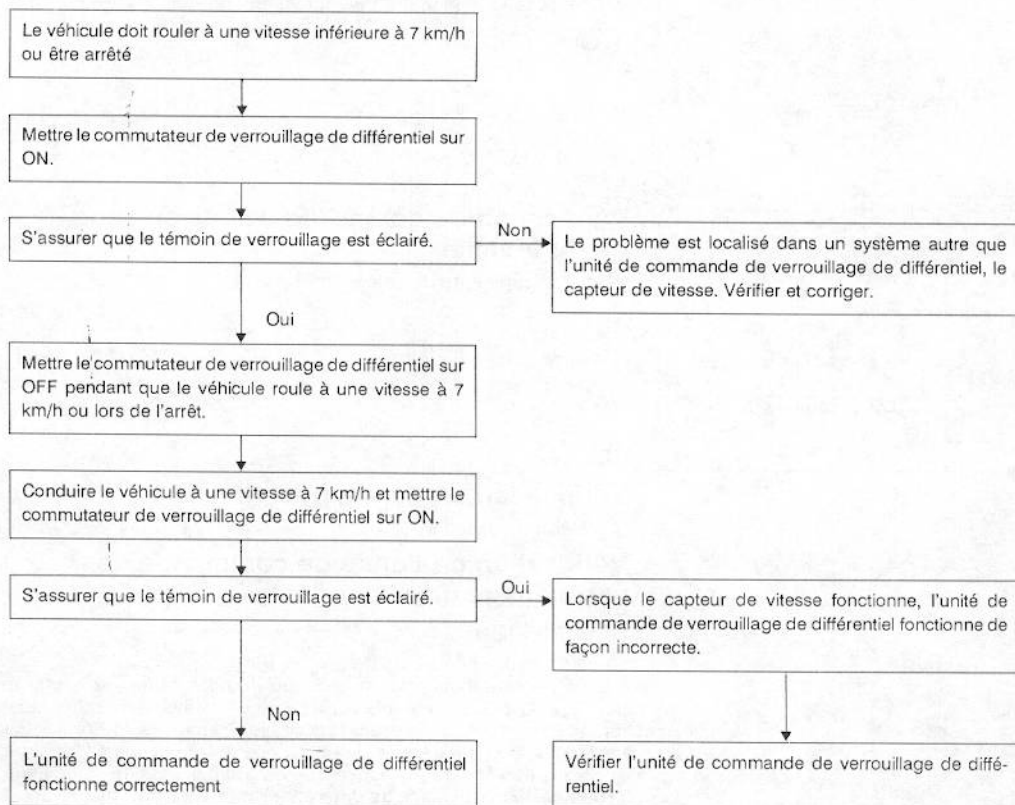 Le véhicule doit rouler à une vitesse inférieure à 7 km/h
ou être arrêté
Mettre le commutateur de verrouillage de différentiel sur
ON.
S'assurer que le témoin de verrouillage est éclairé.
Non
Le problème est localisé dans un système autre que
l'unité de commande de verrouillage de différentiel, le
capteur de vitesse. Vérifier et corriger.
Oui
Mettre le commutateur de verrouillage de différentiel sur
OFF pendant que le véhicule roule à une vitesse à 7
km/h ou lors de l'arrêt.
Conduire le véhicule à une vitesse à 7 km/h et mettre le
commutateur de verrouillage de différentiel sur ON.
S'assurer que le témoin de verrouillage est éclairé.
Oui
Lorsque le capteur de vitesse fonctionne, l'unité de
commande de verrouillage de différentiel fonctionne de
façon incorrecte.
Non
L'unité de commande de verrouillage de différentiel
fonctionne correctement
Vérifier l'unité de commande de verrouillage de diffé-
rentiel.